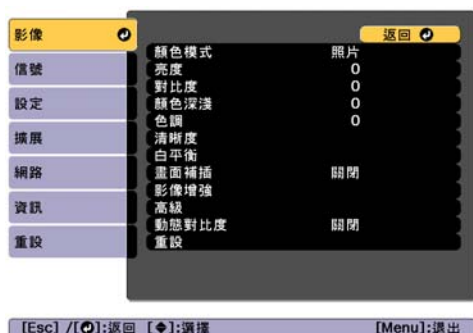 影像
信號
設定
擴展
網路
資訊
重設
返回
顏色模式 照片
亮度 0
對比度 0
顏色深淺 0
色調 0
清晰度
白平衡
畫面補插 關閉
影像增強
高級
動態對比度 關閉
重設
[Esc] /[]:返回 [◆]:選擇 [Menu]:退出